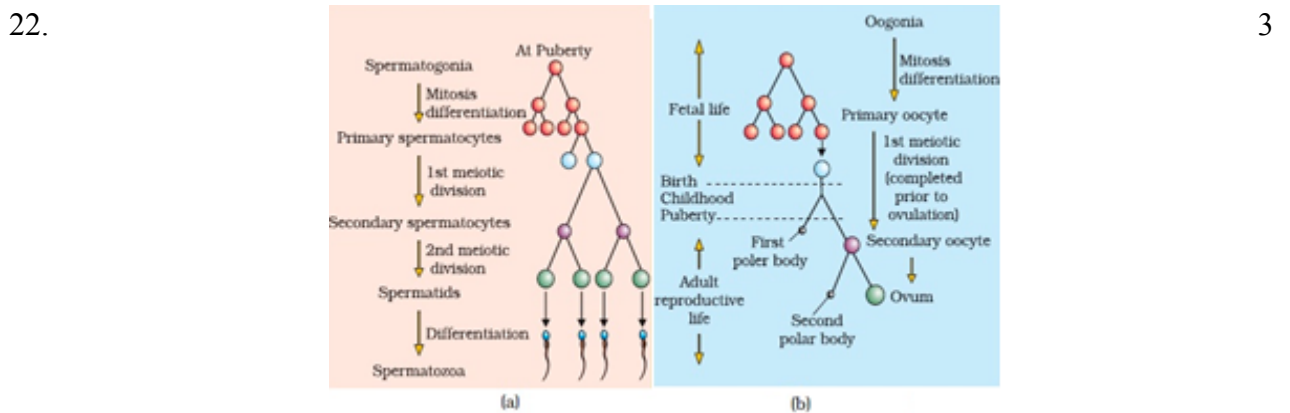 22.
3
At Puberty
Spermatogonia
Mitosis
differentiation
Primary spermatocytes
1st meiotic
division
Secondary spermatocytes
2nd meiotic
division
Spermatids
Differentiation
Spermatozoa
(a)
Oogonia
Mitosis
differentiation
Fetal life
Primary oocyte
1st meiotic
division
(completed
prior to
ovulation)
Birth
Childhood
Puberty
First
poler body
Secondary oocyte
Adult
reproductive
life
Ovum
Second
polar body
(b)